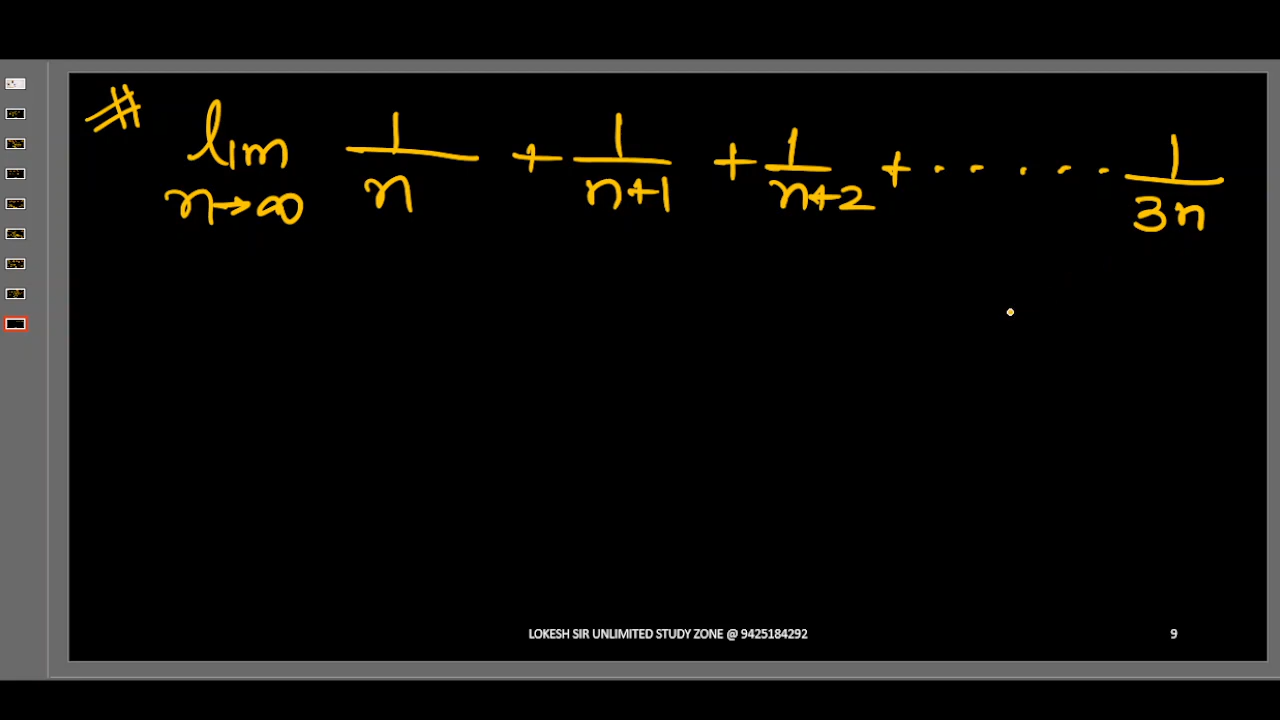 # lim n→∞ 1/n + 1/(n+1) + 1/(n+2) + ...... 1/3n
LOKESH SIR UNLIMITED STUDY ZONE @ 9425184292 9